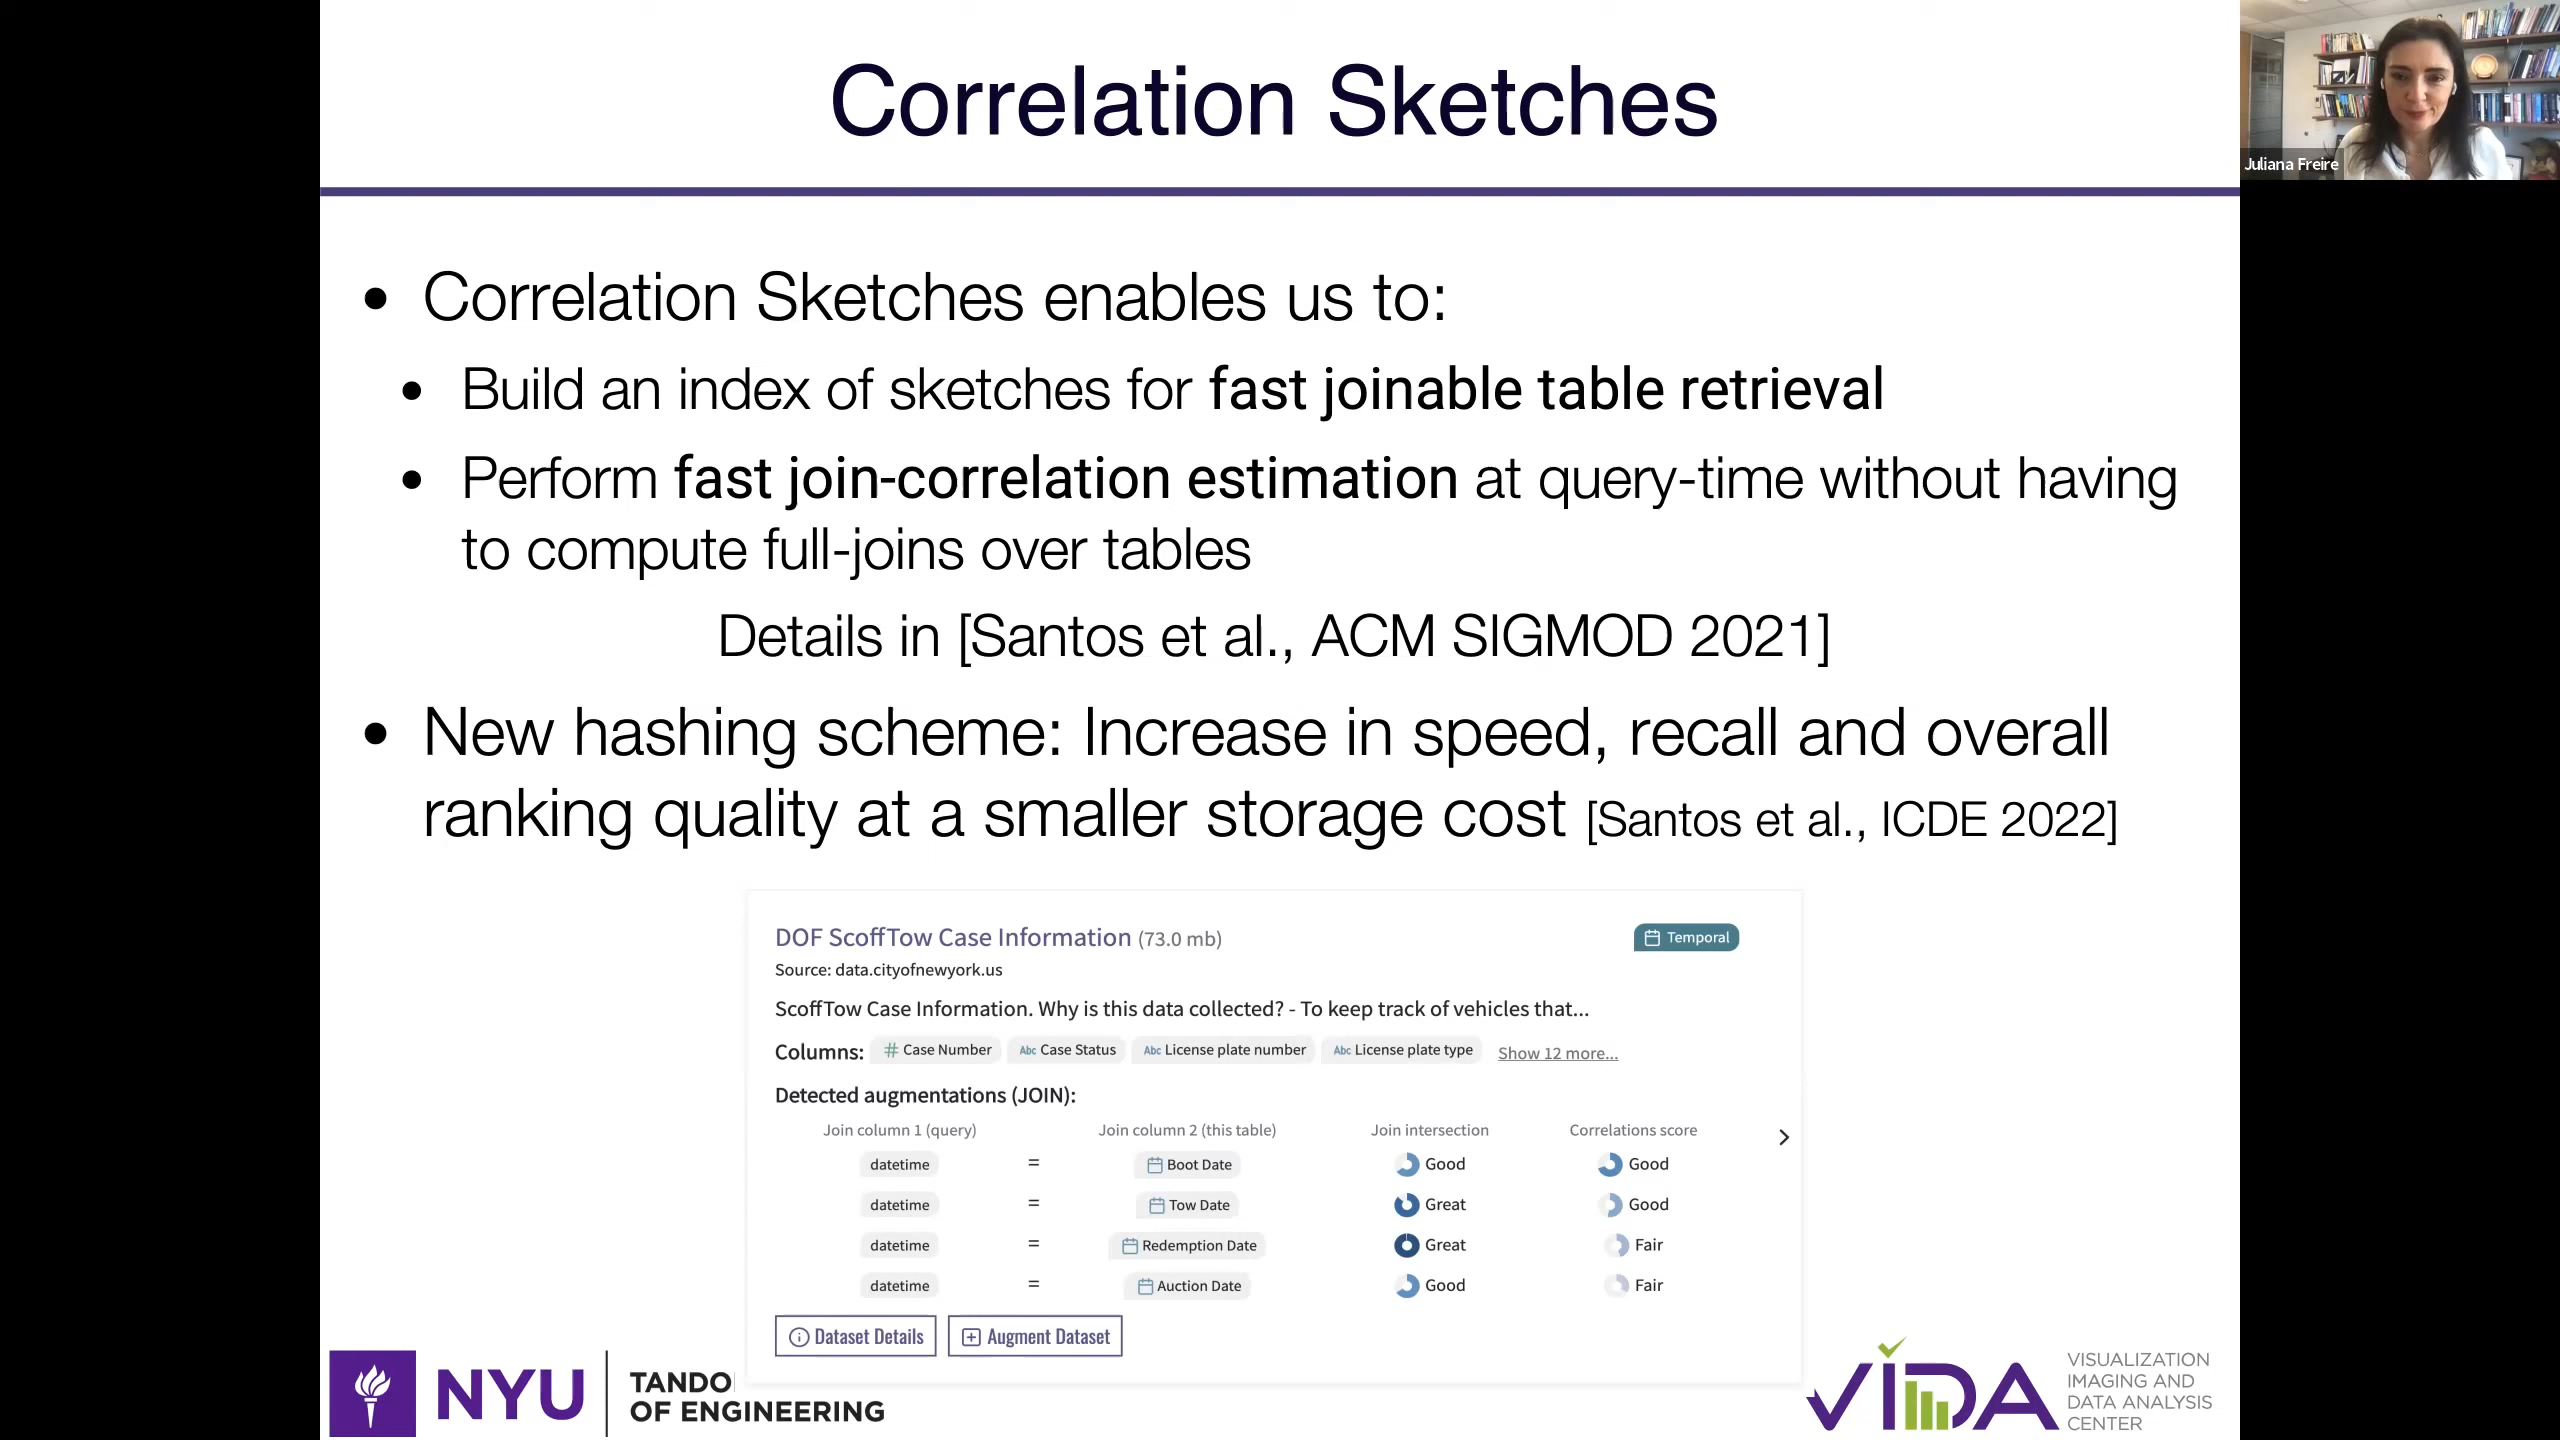 Correlation Sketches
Juliana Freire
• Correlation Sketches enables us to:
• Build an index of sketches for fast joinable table retrieval
• Perform fast join-correlation estimation at query-time without having
to compute full-joins over tables
Details in [Santos et al., ACM SIGMOD 2021]
• New hashing scheme: Increase in speed, recall and overall
ranking quality at a smaller storage cost [Santos et al., ICDE 2022]
DOF ScoffTow Case Information (73.0 mb) Temporal
Source: data.cityofnewyork.us
ScoffTow Case Information. Why is this data collected? - To keep track of vehicles that...
Columns: # Case Number Abc Case Status Abc License plate number Abc License plate type Show 12 more...
Detected augmentations (JOIN):
Join column 1 (query) Join column 2 (this table) Join intersection Correlations score
datetime = Boot Date Good Good
datetime = Tow Date Great Good
datetime = Redemption Date Great Fair
datetime = Auction Date Good Fair
Dataset Details Augment Dataset
NYU
TANDO
OF ENGINEERING
VIDA
VISUALIZATION
IMAGING AND
DATA ANALYSIS
CENTER